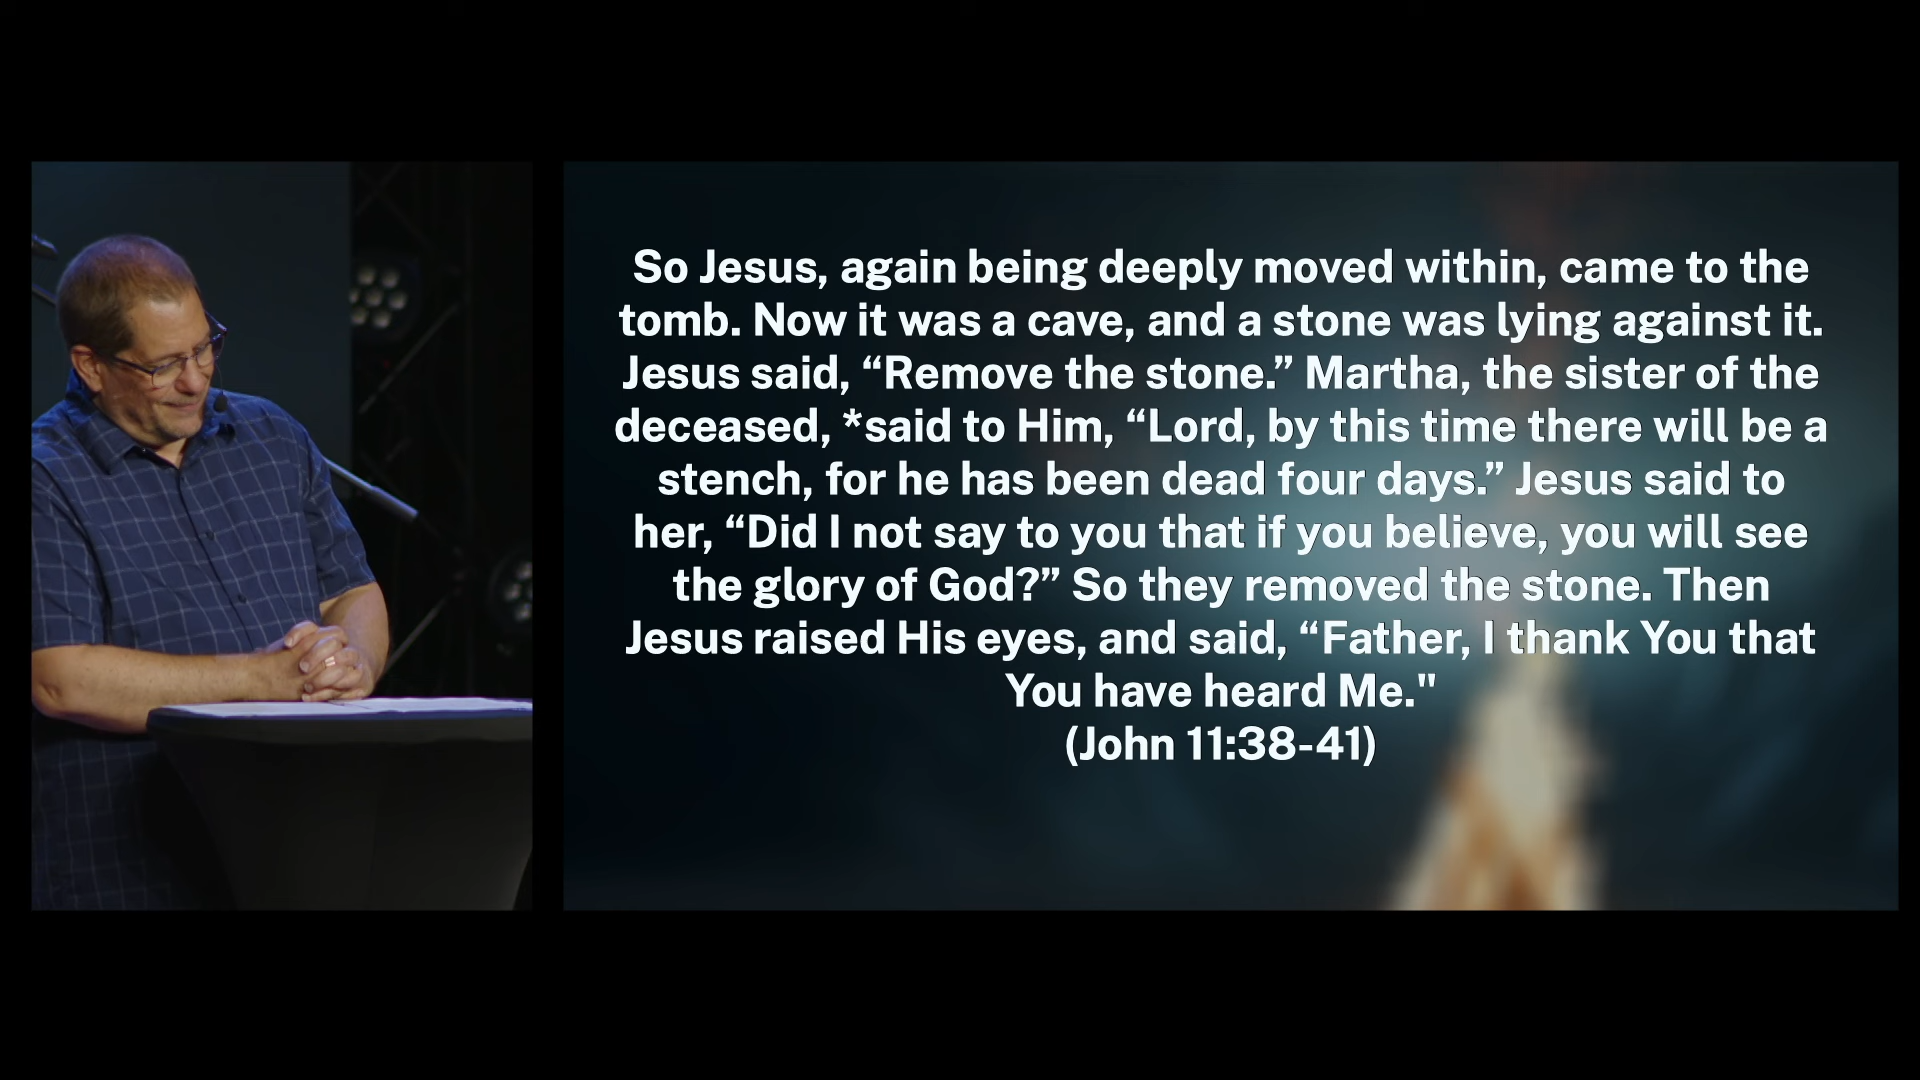 So Jesus, again being deeply moved within, came to the
tomb. Now it was a cave, and a stone was lying against it.
Jesus said, “Remove the stone.” Martha, the sister of the
deceased, *said to Him, “Lord, by this time there will be a
stench, for he has been dead four days.” Jesus said to
her, “Did I not say to you that if you believe, you will see
the glory of God?” So they removed the stone. Then
Jesus raised His eyes, and said, “Father, I thank You that
You have heard Me."
(John 11:38-41)